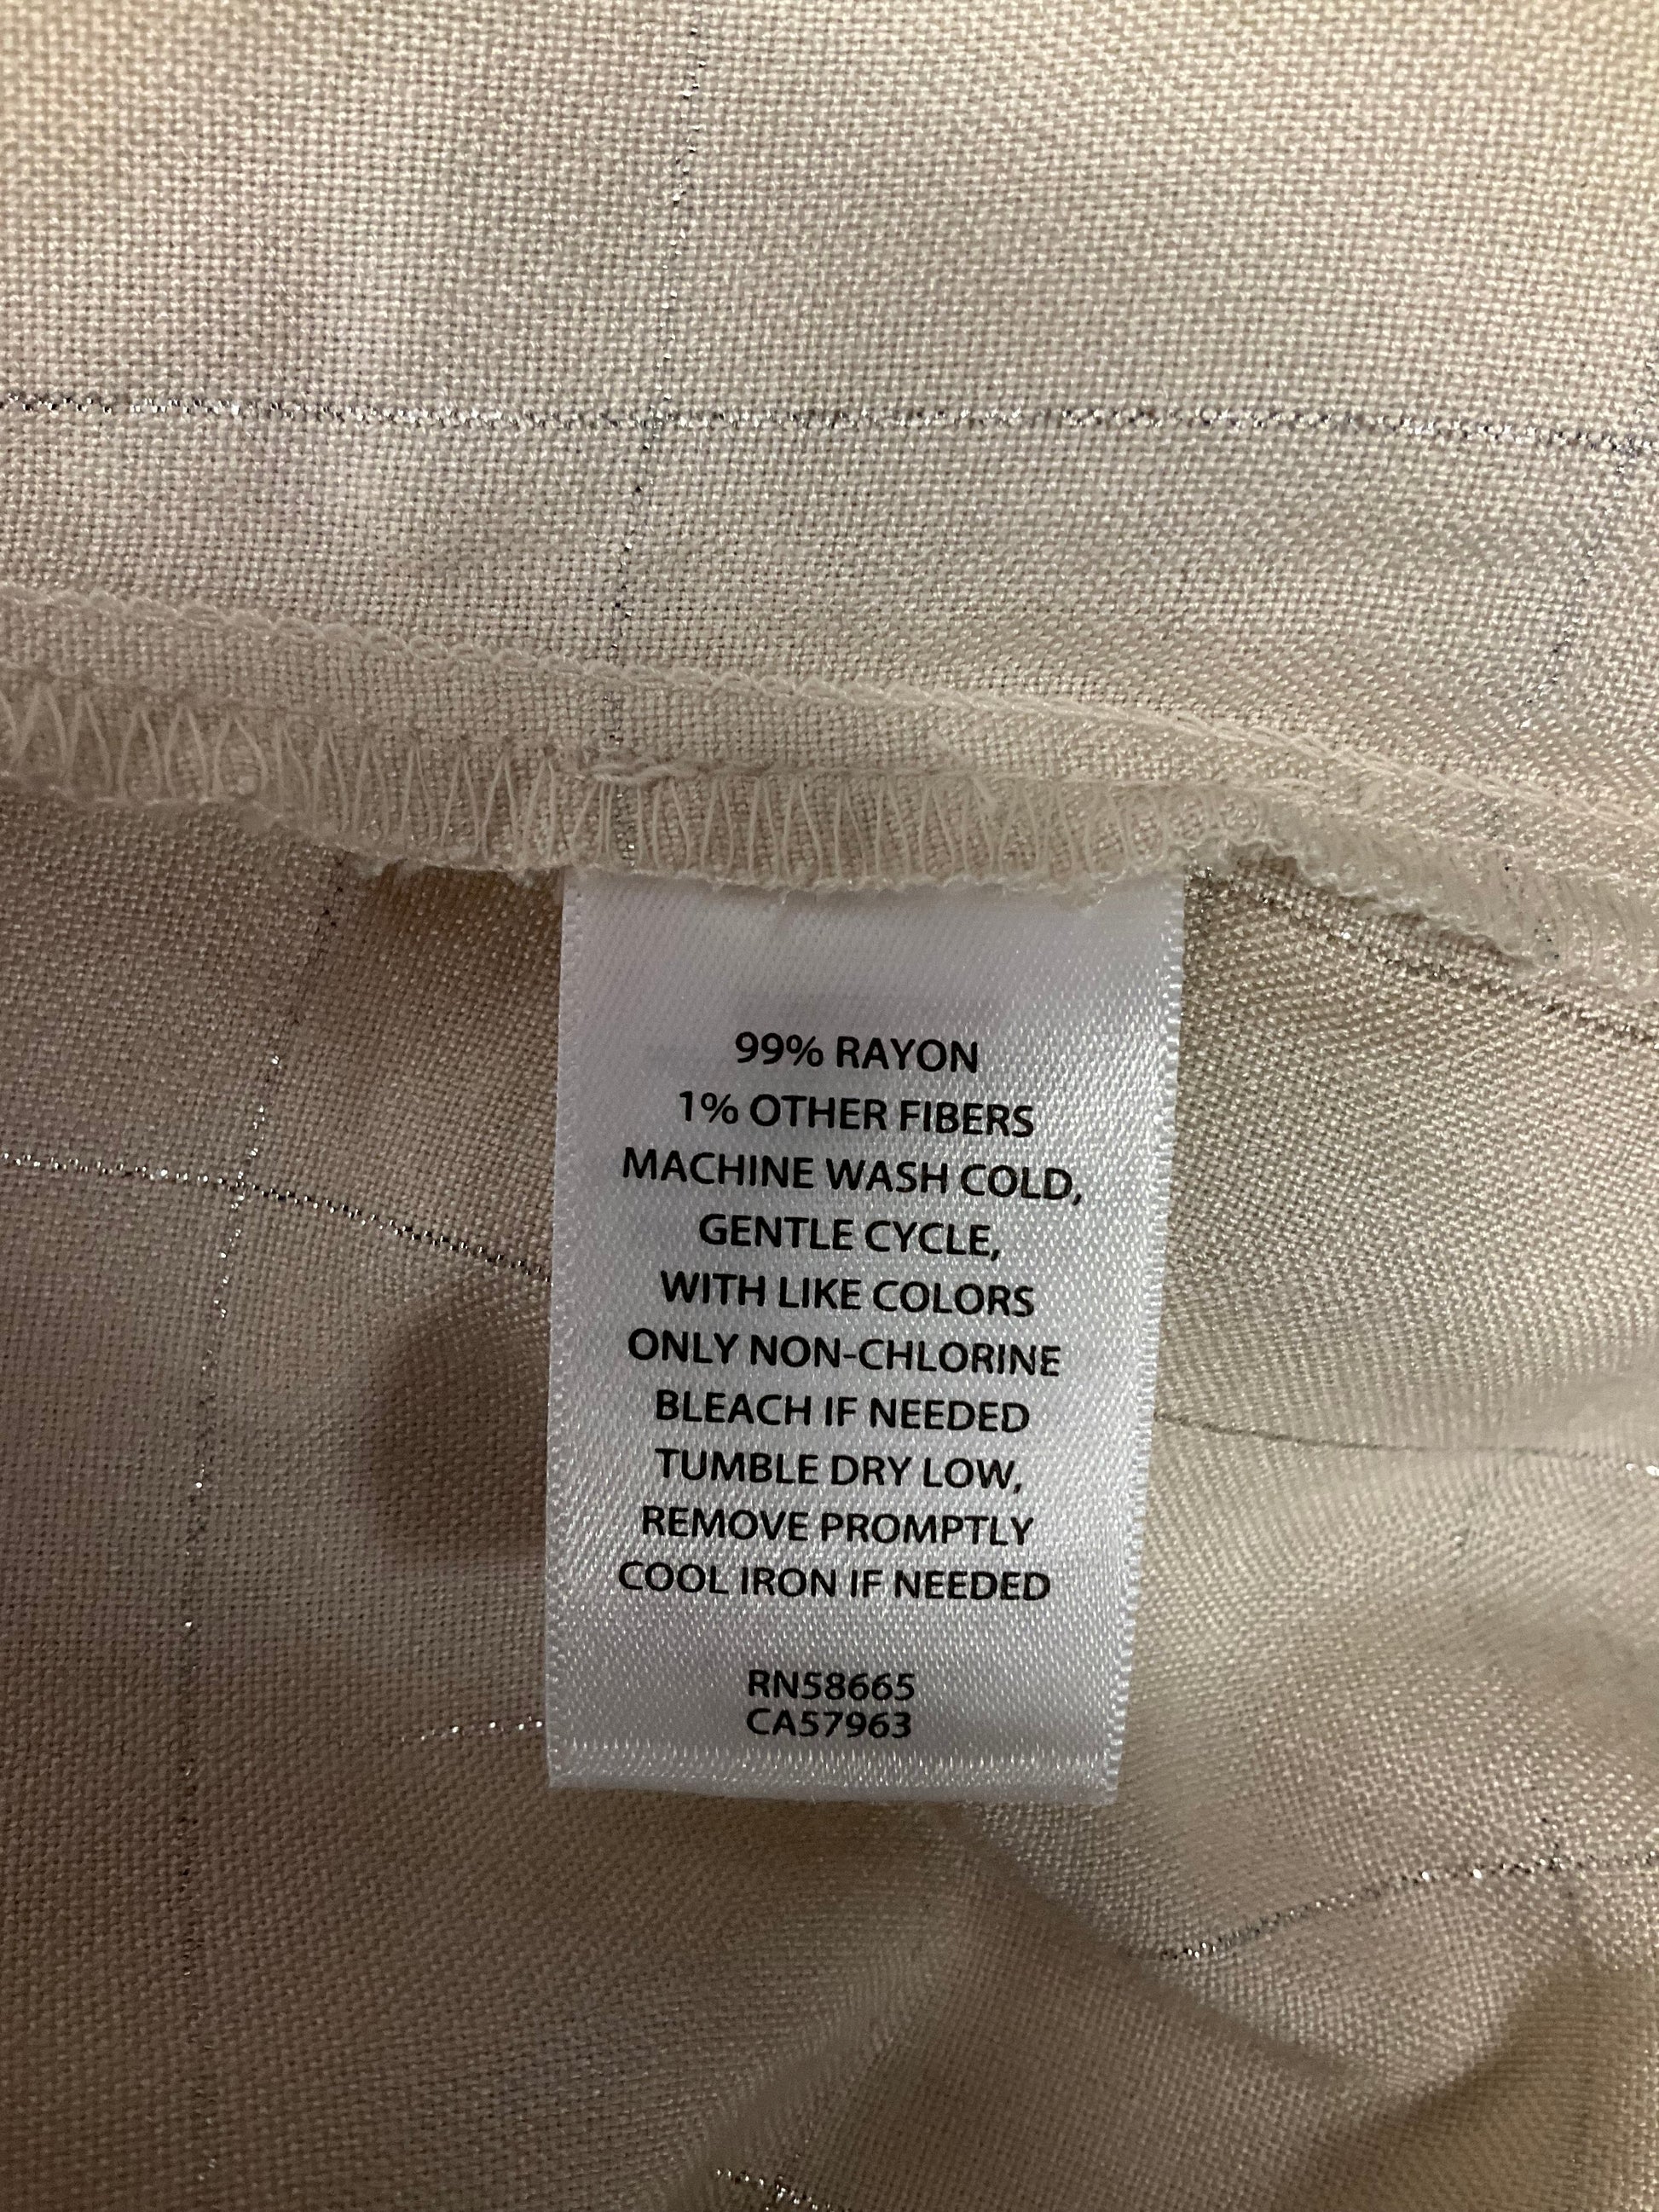 99% RAYON
1% OTHER FIBERS
MACHINE WASH COLD,
GENTLE CYCLE,
WITH LIKE COLORS
ONLY NON-CHLORINE
BLEACH IF NEEDED
TUMBLE DRY LOW,
REMOVE PROMPTLY
COOL IRON IF NEEDED
RN58665
CA57963